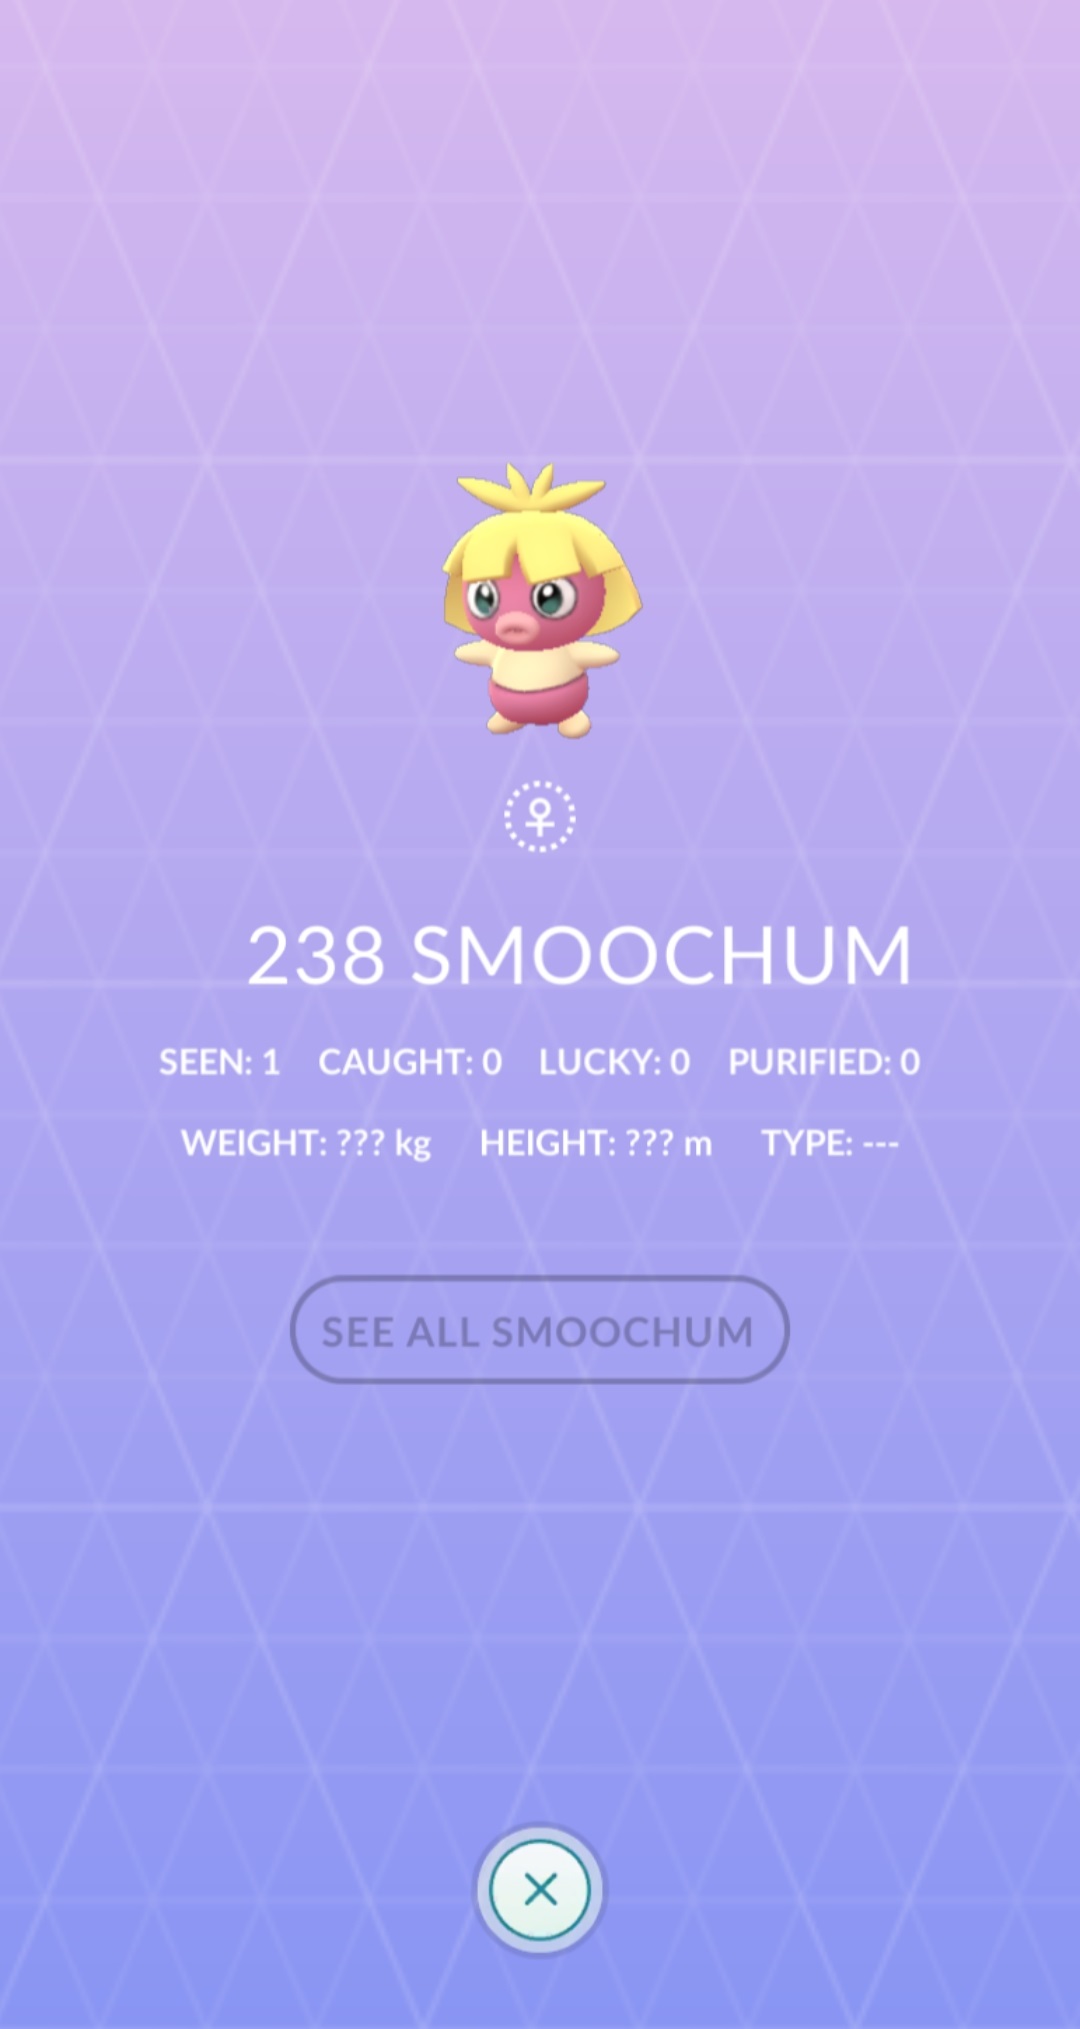 238 SMOOCHUM
SEEN: 1 CAUGHT: 0 LUCKY: 0 PURIFIED: 0
WEIGHT: ??? kg HEIGHT: ??? m TYPE: ---
SEE ALL SMOOCHUM